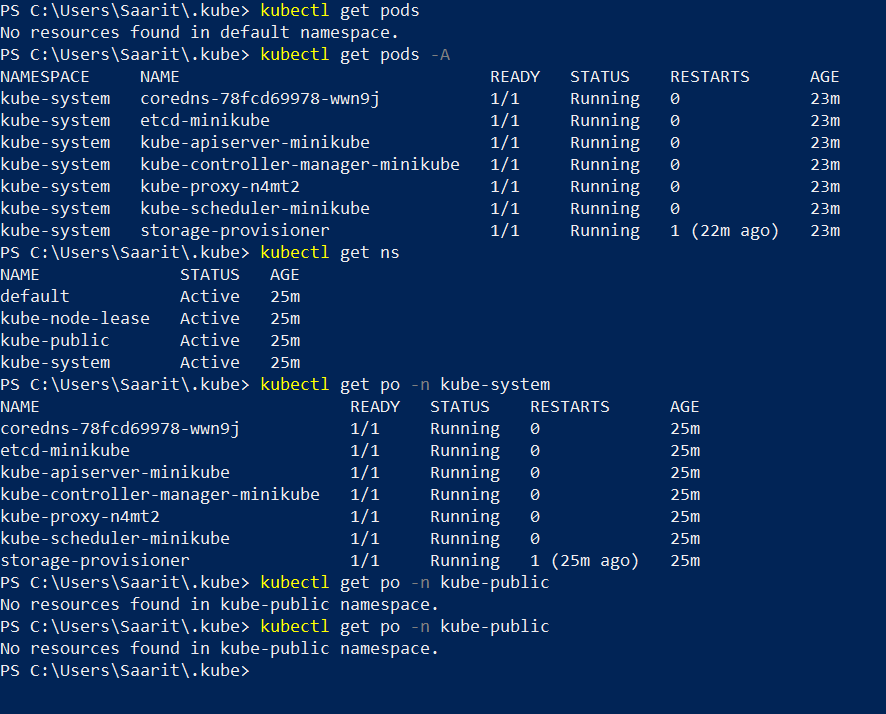 PS C:\Users\Saarit\.kube> kubectl get pods
No resources found in default namespace.
PS C:\Users\Saarit\.kube> kubectl get pods -A
NAMESPACE     NAME                               READY   STATUS    RESTARTS      AGE
kube-system   coredns-78fcd69978-wwn9j           1/1     Running   0             23m
kube-system   etcd-minikube                      1/1     Running   0             23m
kube-system   kube-apiserver-minikube            1/1     Running   0             23m
kube-system   kube-controller-manager-minikube   1/1     Running   0             23m
kube-system   kube-proxy-n4mt2                   1/1     Running   0             23m
kube-system   kube-scheduler-minikube            1/1     Running   0             23m
kube-system   storage-provisioner                1/1     Running   1 (22m ago)   23m
PS C:\Users\Saarit\.kube> kubectl get ns
NAME              STATUS   AGE
default           Active   25m
kube-node-lease   Active   25m
kube-public       Active   25m
kube-system       Active   25m
PS C:\Users\Saarit\.kube> kubectl get po -n kube-system
NAME                               READY   STATUS    RESTARTS      AGE
coredns-78fcd69978-wwn9j           1/1     Running   0             25m
etcd-minikube                      1/1     Running   0             25m
kube-apiserver-minikube            1/1     Running   0             25m
kube-controller-manager-minikube   1/1     Running   0             25m
kube-proxy-n4mt2                   1/1     Running   0             25m
kube-scheduler-minikube            1/1     Running   0             25m
storage-provisioner                1/1     Running   1 (25m ago)   25m
PS C:\Users\Saarit\.kube> kubectl get po -n kube-public
No resources found in kube-public namespace.
PS C:\Users\Saarit\.kube> kubectl get po -n kube-public
No resources found in kube-public namespace.
PS C:\Users\Saarit\.kube>